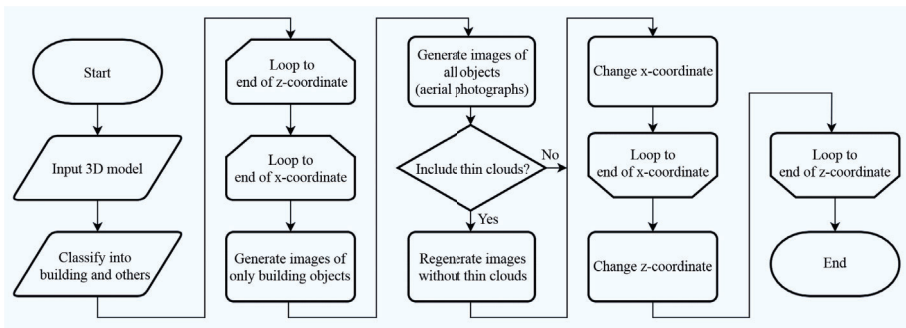 Start
Input 3D model
Classify into
building and others
Loop to
end of z-coordinate
Loop to
end of x-coordinate
Generate images of
only building objects
Generate images of
all objects
(aerial photographs)
Include thin clouds?
No
Yes
Regenerate images
without thin clouds
Change x-coordinate
Loop to
end of x-coordinate
Change z-coordinate
Loop to
end of z-coordinate
End